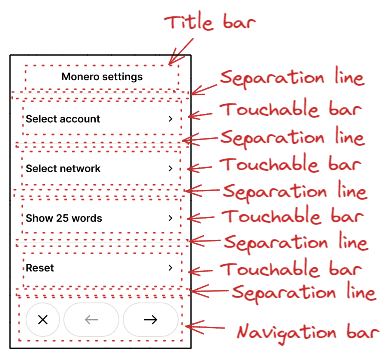 Title bar
Monero settings
Separation line
Select account
Touchable bar
Separation line
Select network
Touchable bar
Separation line
Show 25 words
Touchable bar
Separation line
Reset
Touchable bar
Separation line
Navigation bar